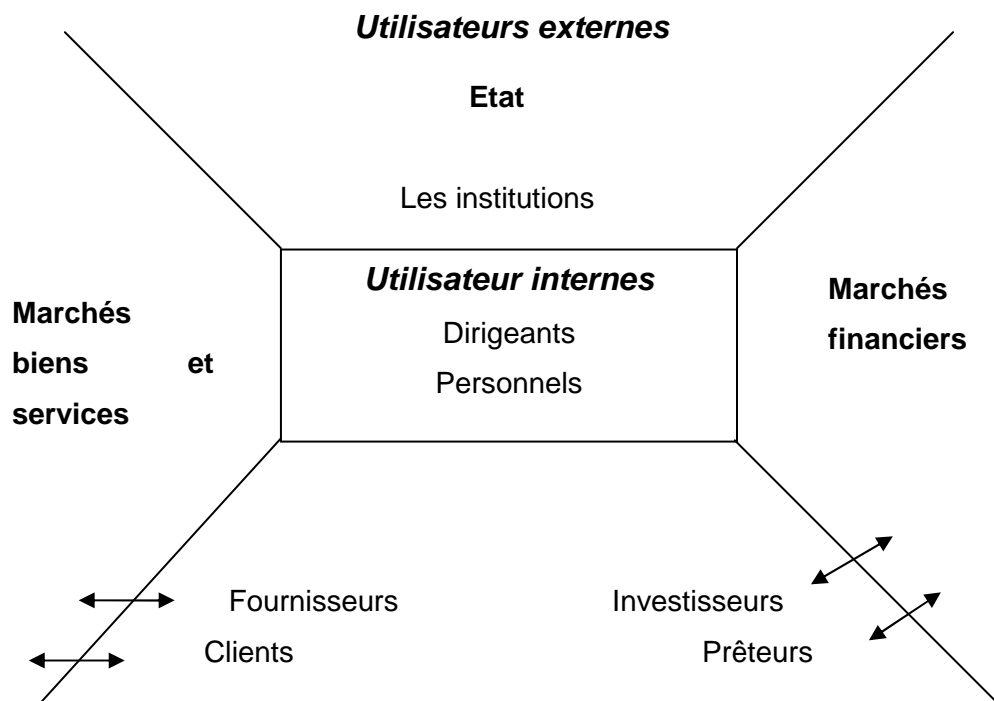 Utilisateurs externes
Etat
Les institutions
Utilisateur internes
Dirigeants
Personnels
Marchés
biens et
services
Marchés
financiers
Fournisseurs
Clients
Investisseurs
Prêteurs